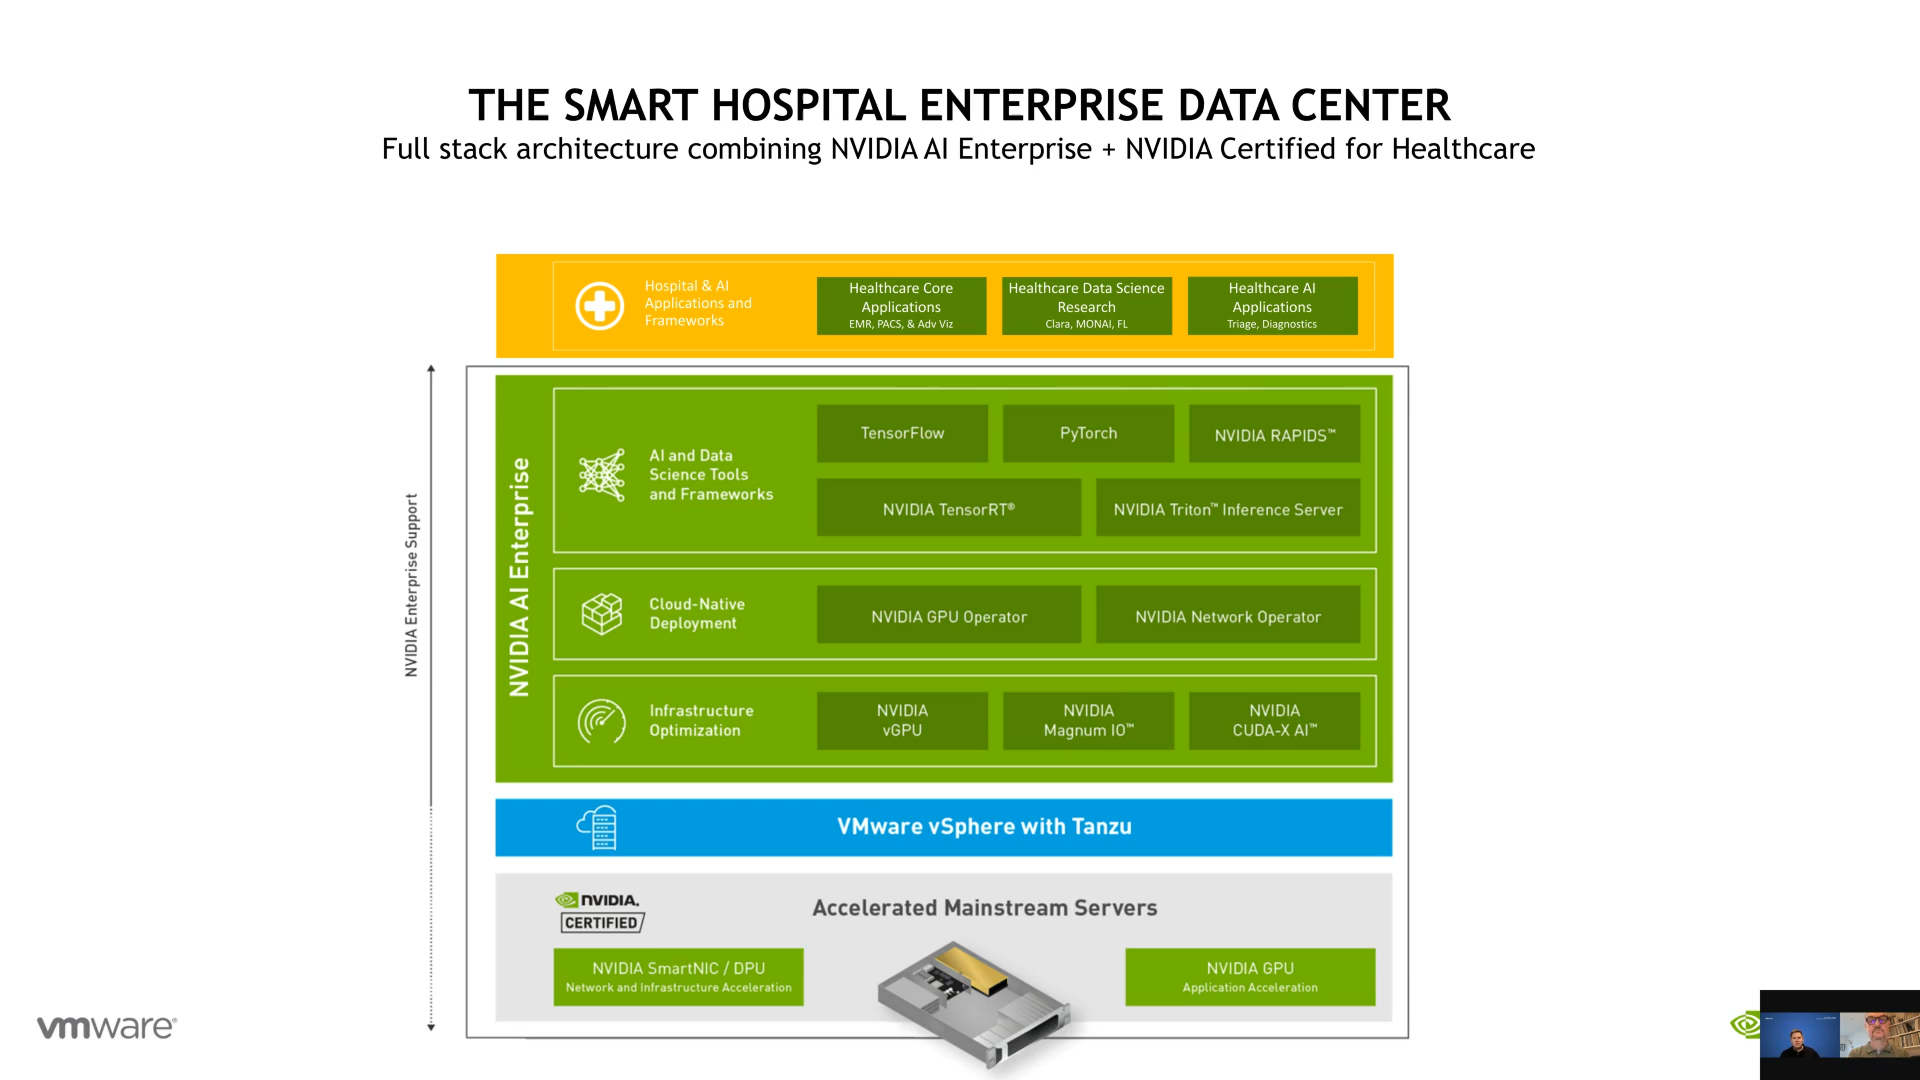 THE SMART HOSPITAL ENTERPRISE DATA CENTER
Full stack architecture combining NVIDIA AI Enterprise + NVIDIA Certified for Healthcare
Hospital & AI
Applications and
Frameworks
Healthcare Core
Applications
EMR, PACS, & Adv Viz
Healthcare Data Science
Research
Clara, MONAI, FL
Healthcare AI
Applications
Triage, Diagnostics
NVIDIA Enterprise Support
NVIDIA AI Enterprise
AI and Data
Science Tools
and Frameworks
TensorFlow
PyTorch
NVIDIA RAPIDS™
NVIDIA TensorRT®
NVIDIA Triton™ Inference Server
Cloud-Native
Deployment
NVIDIA GPU Operator
NVIDIA Network Operator
Infrastructure
Optimization
NVIDIA
vGPU
NVIDIA
Magnum IO™
NVIDIA
CUDA-X AI™
VMware vSphere with Tanzu
NVIDIA.
CERTIFIED
Accelerated Mainstream Servers
NVIDIA SmartNIC / DPU
Network and Infrastructure Acceleration
NVIDIA GPU
Application Acceleration
vmware®